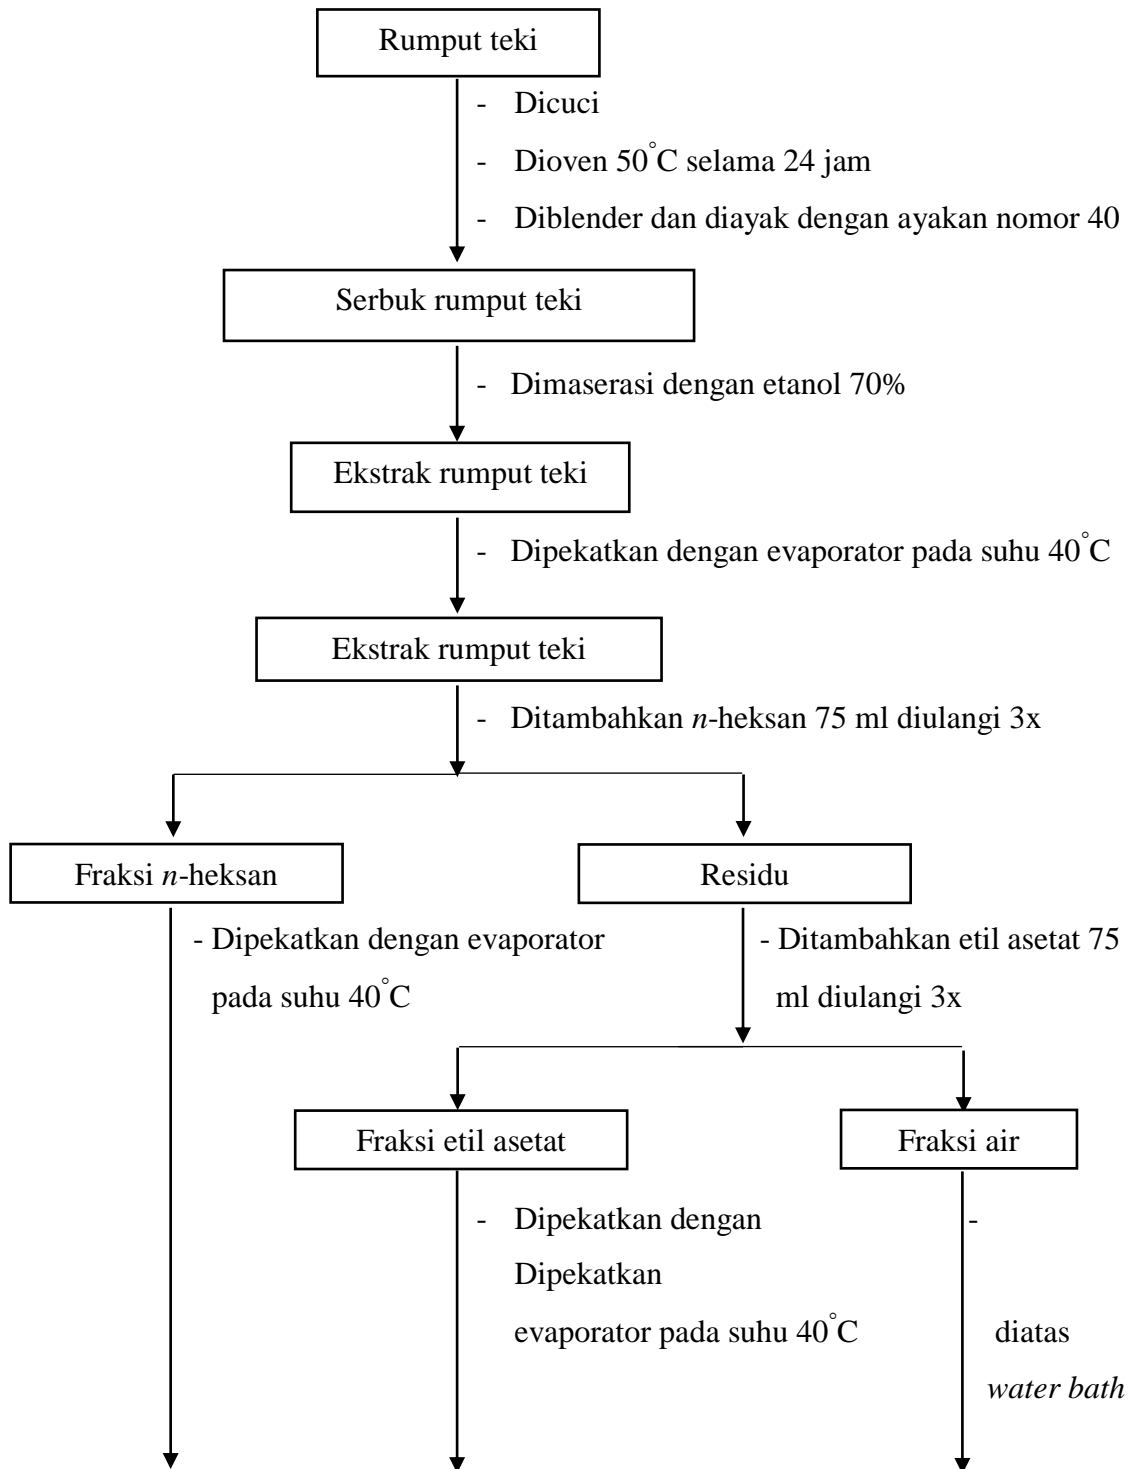 Rumput teki
- Dicuci
- Dioven 50°C selama 24 jam
- Diblender dan diayak dengan ayakan nomor 40
Serbuk rumput teki
- Dimaserasi dengan etanol 70%
Ekstrak rumput teki
- Dipekatkan dengan evaporator pada suhu 40°C
Ekstrak rumput teki
- Ditambahkan n-heksan 75 ml diulangi 3x
Fraksi n-heksan
Residu
- Dipekatkan dengan evaporator
pada suhu 40°C
- Ditambahkan etil asetat 75
ml diulangi 3x
Fraksi etil asetat
Fraksi air
- Dipekatkan dengan
Dipekatkan
evaporator pada suhu 40°C
-
diatas
water bath